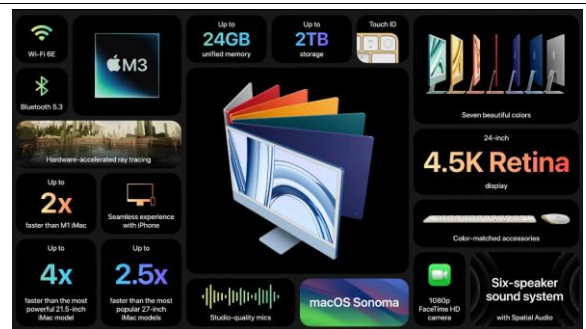 Wi-Fi 6E
M3
Up to
24GB
unified memory
Up to
2TB
storage
Touch ID
Seven beautiful colors
Bluetooth 5.3
Hardware-accelerated ray tracing
24-inch
4.5K Retina
display
Up to
2x
faster than M1 iMac
Seamless experience
with iPhone
Color-matched accessories
Up to
4x
faster than the most
powerful 21.5-inch
iMac model
Up to
2.5x
faster than the most
popular 27-inch
iMac models
Studio-quality mics
macOS Sonoma
1080p
FaceTime HD
camera
Six-speaker
sound system
with Spatial Audio